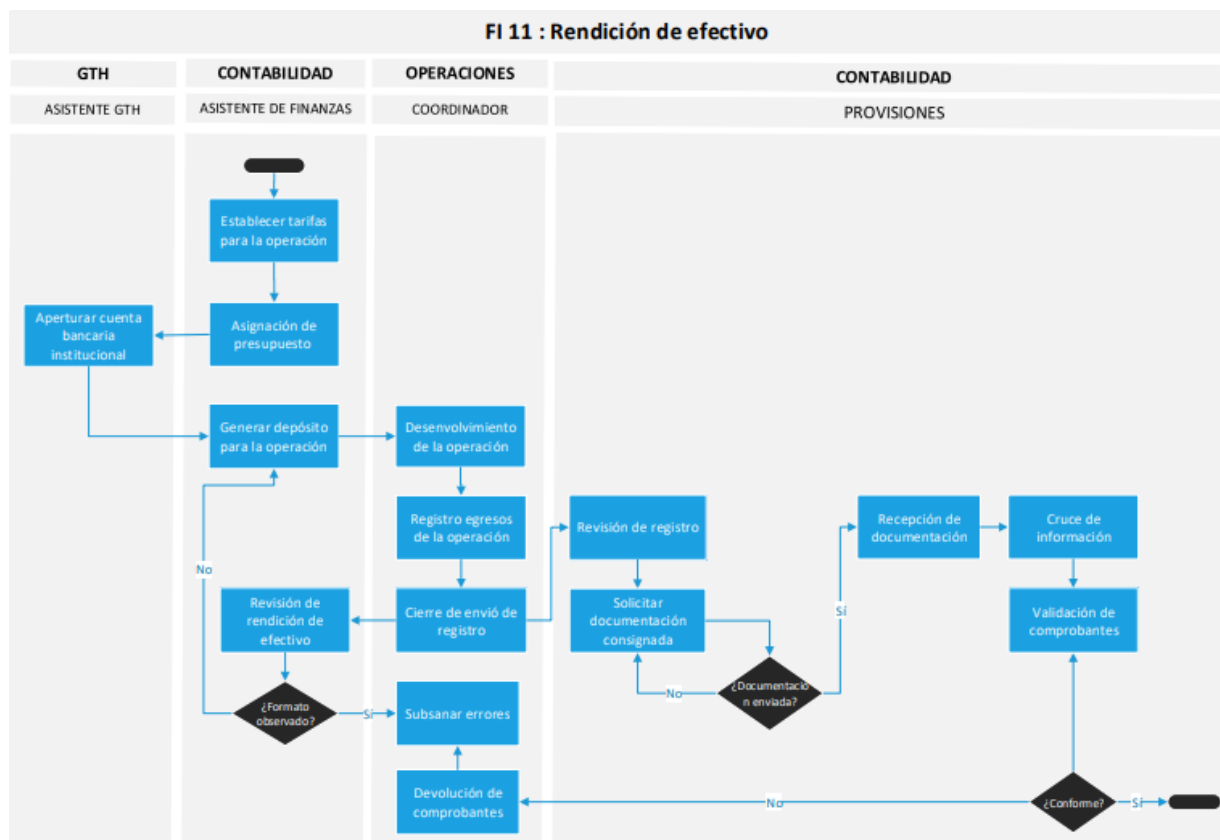 FI 11 : Rendición de efectivo
GTH
CONTABILIDAD
OPERACIONES
CONTABILIDAD
ASISTENTE GTH
ASISTENTE DE FINANZAS
COORDINADOR
PROVISIONES
Establecer tarifas
para la operación
Aperturar cuenta
bancaria
institucional
Asignación de
presupuesto
Generar depósito
para la operación
Desenvolvimiento
de la operación
Registro egresos
de la operación
Revisión de registro
Recepción de
documentación
Cruce de
información
No
Revisión de
rendición de
efectivo
Cierre de envió de
registro
Solicitar
documentación
consignada
Sí
Validación de
comprobantes
¿Formato
observado?
Sí
Subsanar errores
No
¿Documentació
n enviada?
Devolución de
comprobantes
No
¿Conforme?
Sí